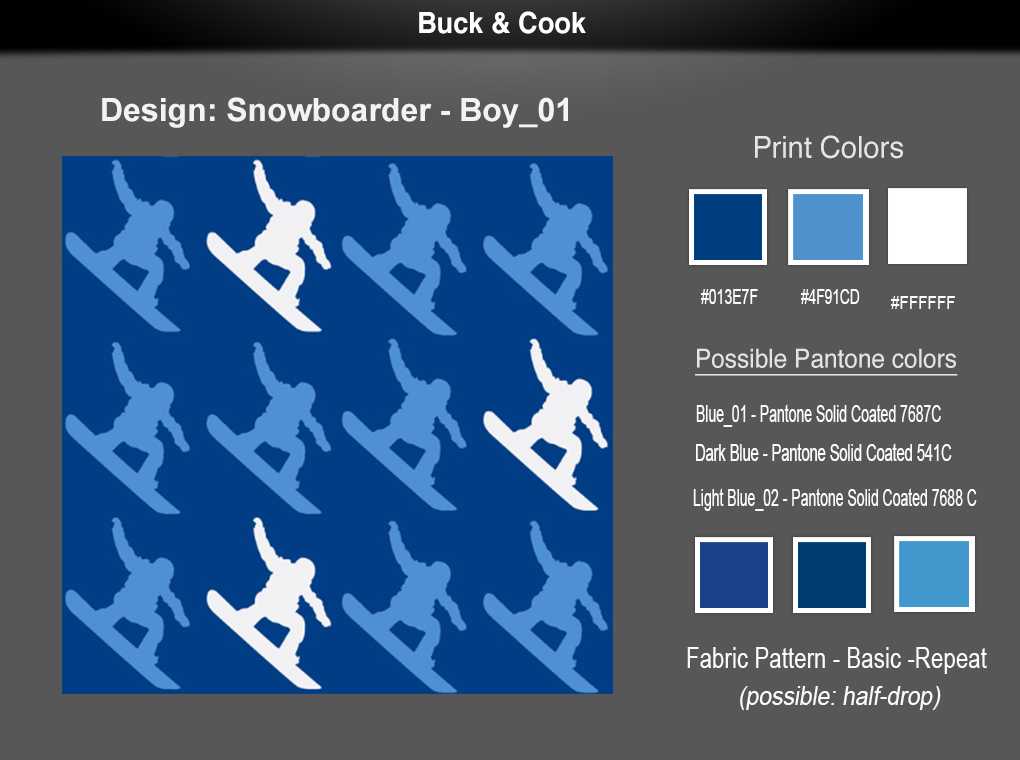 Buck & Cook
Design: Snowboarder - Boy_01
Print Colors
#013E7F
#4F91CD
#FFFFFF
Possible Pantone colors
Blue_01 - Pantone Solid Coated 7687C
Dark Blue - Pantone Solid Coated 541C
Light Blue_02 - Pantone Solid Coated 7688 C
Fabric Pattern - Basic -Repeat
(possible: half-drop)